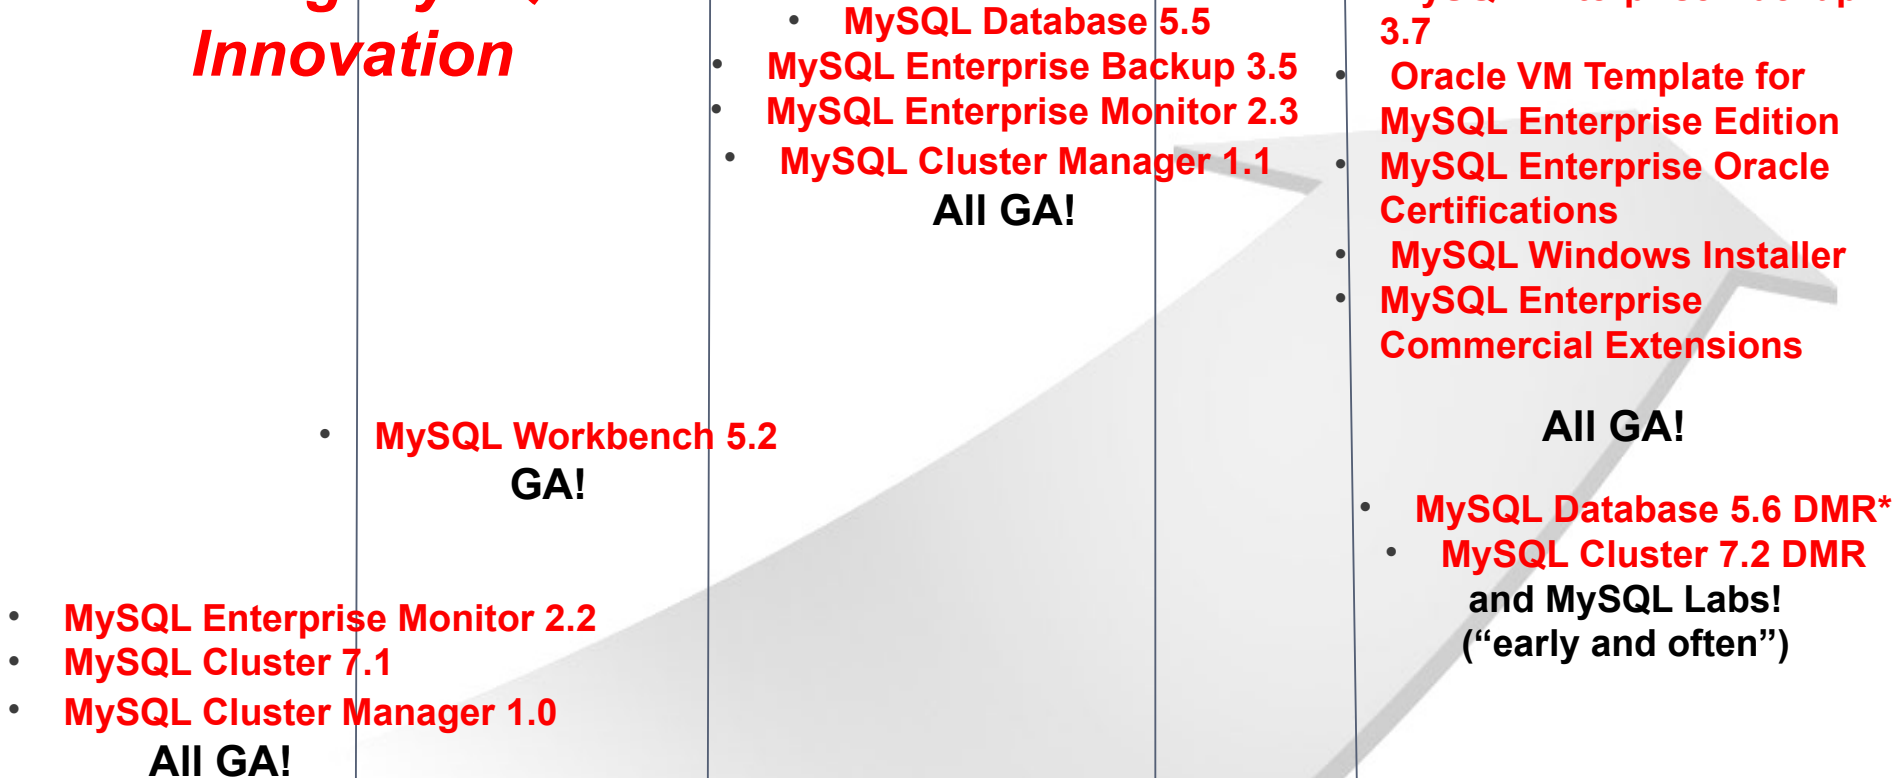 Innovation
• MySQL Database 5.5
• MySQL Enterprise Backup 3.5
• MySQL Enterprise Monitor 2.3
• MySQL Cluster Manager 1.1
All GA!
3.7
• Oracle VM Template for
MySQL Enterprise Edition
• MySQL Enterprise Oracle
Certifications
• MySQL Windows Installer
• MySQL Enterprise
Commercial Extensions
All GA!
• MySQL Workbench 5.2
GA!
• MySQL Database 5.6 DMR*
• MySQL Cluster 7.2 DMR
and MySQL Labs!
(“early and often”)
• MySQL Enterprise Monitor 2.2
• MySQL Cluster 7.1
• MySQL Cluster Manager 1.0
All GA!